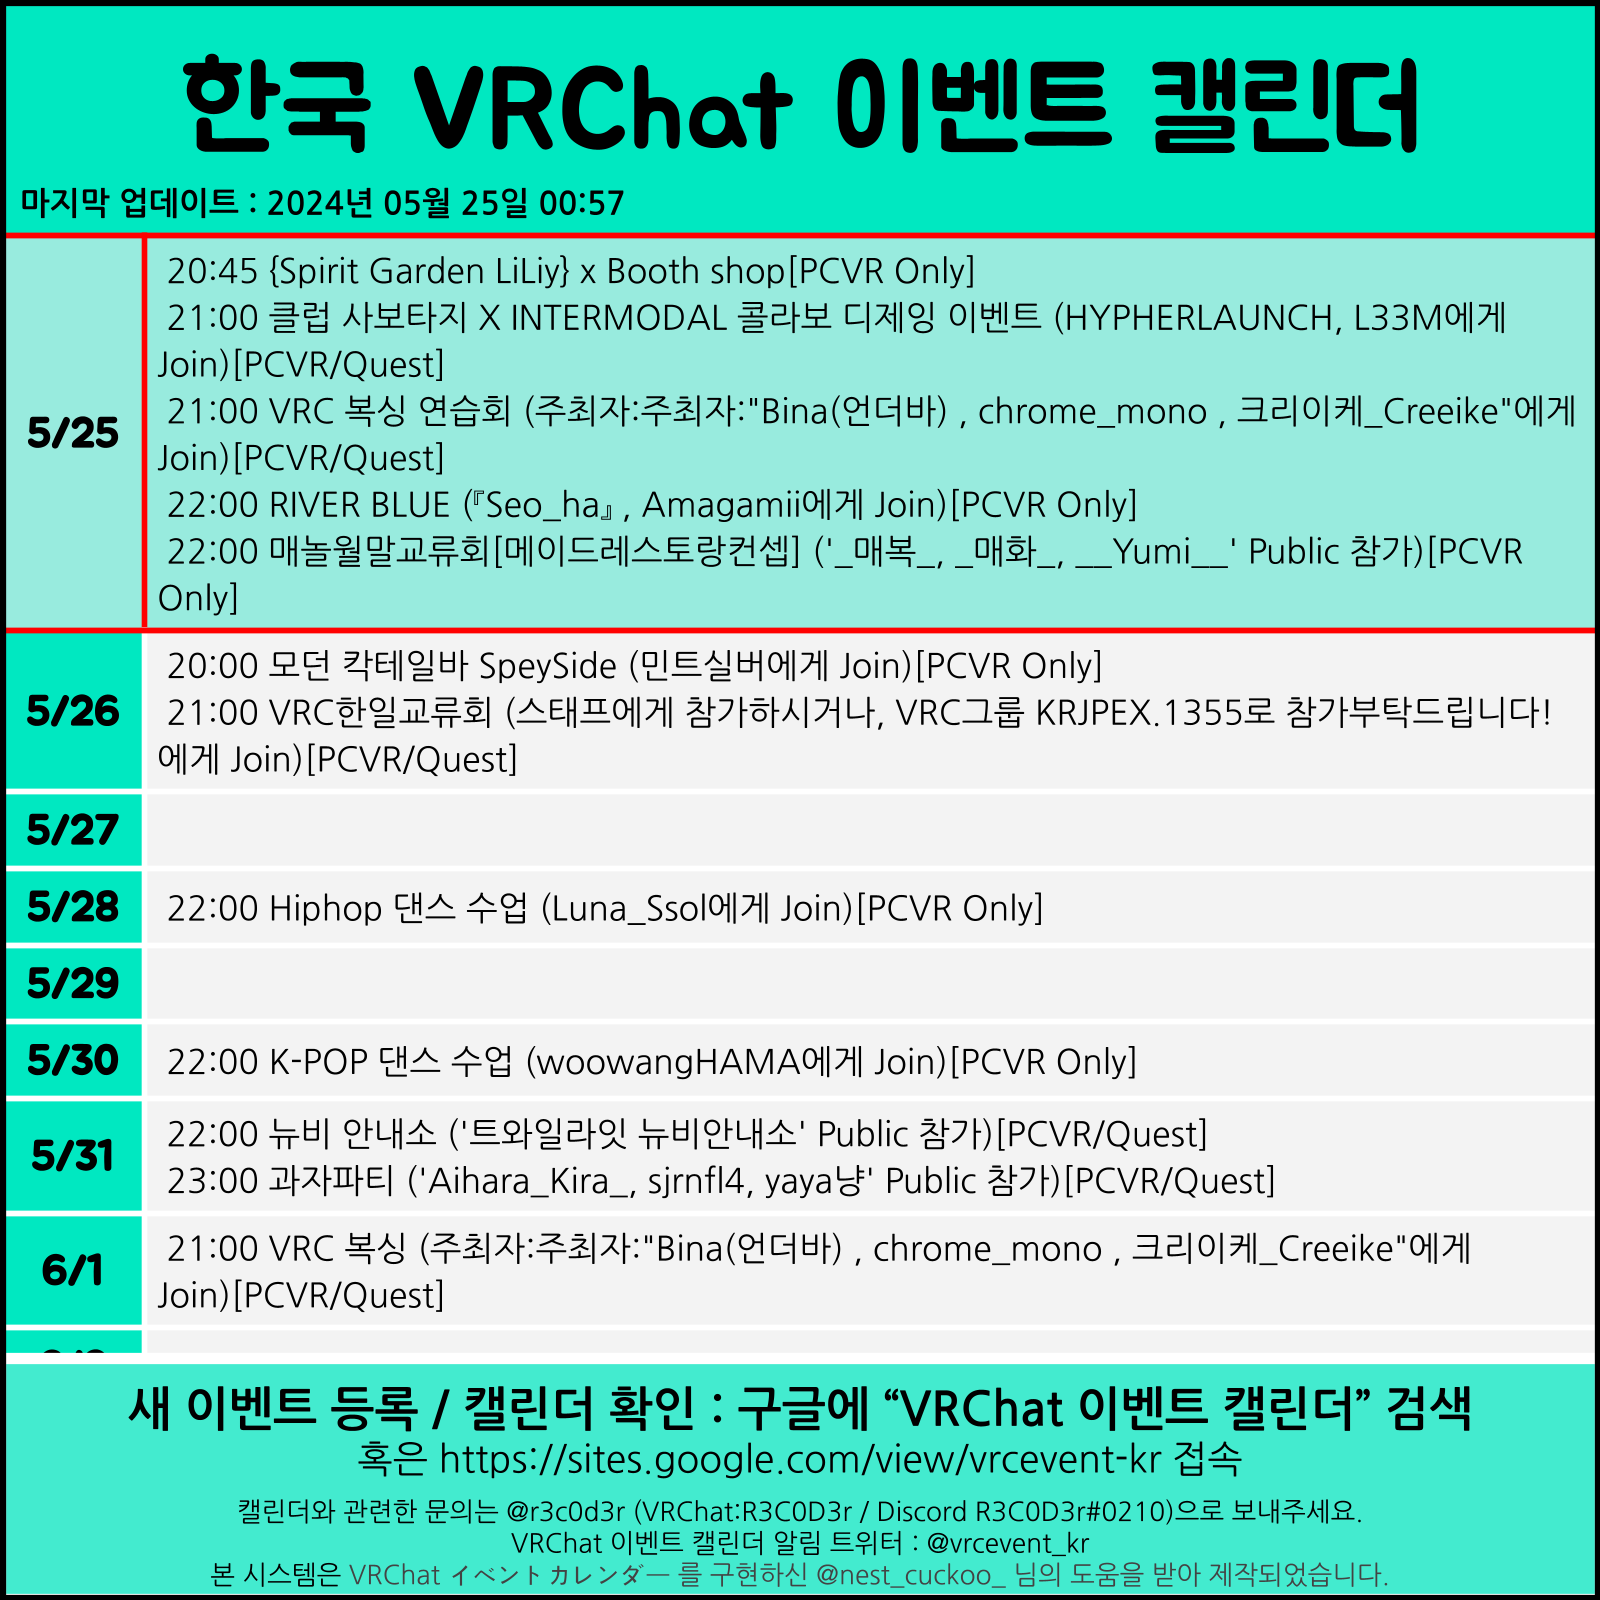 한국 VRChat 이벤트 캘린더
마지막 업데이트 : 2024년 05월 25일 00:57
5/25
20:45 {Spirit Garden LiLiy} x Booth shop[PCVR Only]
21:00 클럽 사보타지 X INTERMODAL 콜라보 디제잉 이벤트 (HYPHERLAUNCH, L33M에게
Join)[PCVR/Quest]
21:00 VRC 복싱 연습회 (주최자:주최자:"Bina(언더바) , chrome_mono , 크리이케_Creeike"에게
Join)[PCVR/Quest]
22:00 RIVER BLUE (『Seo_ha』, Amagamii에게 Join)[PCVR Only]
22:00 매놀월말교류회[메이드레스토랑컨셉] ('_매복_, _매화_, __Yumi__' Public 참가)[PCVR
Only]
5/26
20:00 모던 칵테일바 SpeySide (민트실버에게 Join)[PCVR Only]
21:00 VRC한일교류회 (스태프에게 참가하시거나, VRC그룹 KRJPEX.1355로 참가부탁드립니다!
에게 Join)[PCVR/Quest]
5/27
5/28
22:00 Hiphop 댄스 수업 (Luna_Ssol에게 Join)[PCVR Only]
5/29
5/30
22:00 K-POP 댄스 수업 (woowangHAMA에게 Join)[PCVR Only]
5/31
22:00 뉴비 안내소 ('트와일라잇 뉴비안내소' Public 참가)[PCVR/Quest]
23:00 과자파티 ('Aihara_Kira_, sjrnfl4, yaya냥' Public 참가)[PCVR/Quest]
6/1
21:00 VRC 복싱 (주최자:주최자:"Bina(언더바) , chrome_mono , 크리이케_Creeike"에게
Join)[PCVR/Quest]
새 이벤트 등록 / 캘린더 확인 : 구글에 “VRChat 이벤트 캘린더” 검색
혹은 https://sites.google.com/view/vrcevent-kr 접속
캘린더와 관련한 문의는 @r3c0d3r (VRChat:R3C0D3r / Discord R3C0D3r#0210)으로 보내주세요.
VRChat 이벤트 캘린더 알림 트위터 : @vrcevent_kr
본 시스템은 VRChat イベントカレンダー 를 구현하신 @nest_cuckoo_ 님의 도움을 받아 제작되었습니다.